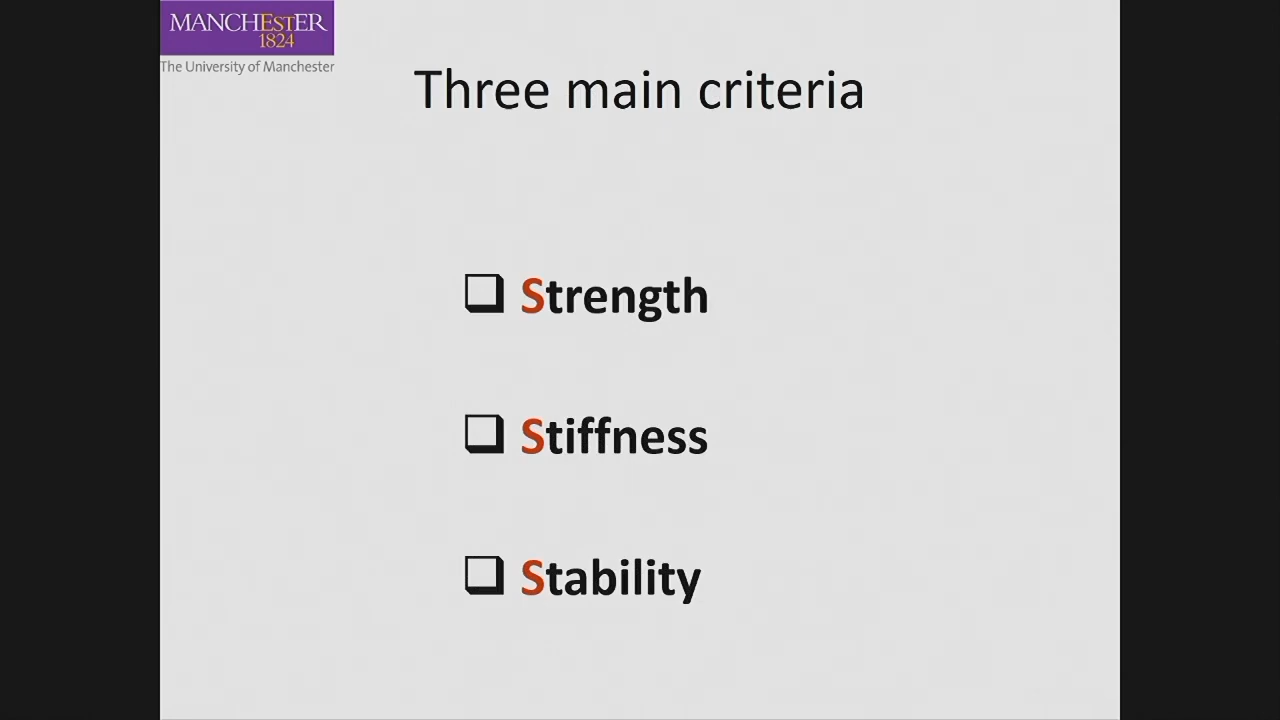 MANCHESTER
1824
The University of Manchester
Three main criteria
Strength
Stiffness
Stability